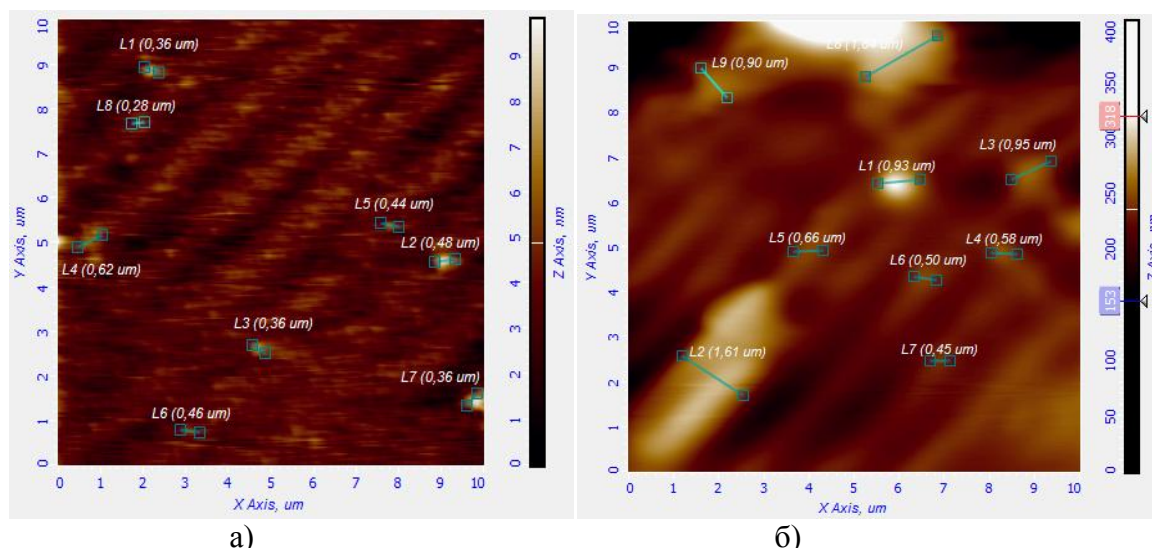 10
9
8
7
6
5
4
3
2
1
0
Y Axis, um
L1 (0,36 um)
L8 (0,28 um)
L5 (0,44 um)
L2 (0,48 um)
L4 (0,62 um)
L3 (0,36 um)
L7 (0,36 um)
L6 (0,46 um)
0 1 2 3 4 5 6 7 8 9 10
X Axis, um
9
8
7
6
5
4
3
2
1
0
Z Axis, nm
а)
10
9
8
7
6
5
4
3
2
1
0
Y Axis, um
L8 (1,64 um)
L9 (0,90 um)
L3 (0,95 um)
L1 (0,93 um)
L5 (0,66 um)
L4 (0,58 um)
L6 (0,50 um)
L2 (1,61 um)
L7 (0,45 um)
0 1 2 3 4 5 6 7 8 9 10
X Axis, um
400
350
318
300
250
200
153
100
50
0
Z Axis, nm
б)